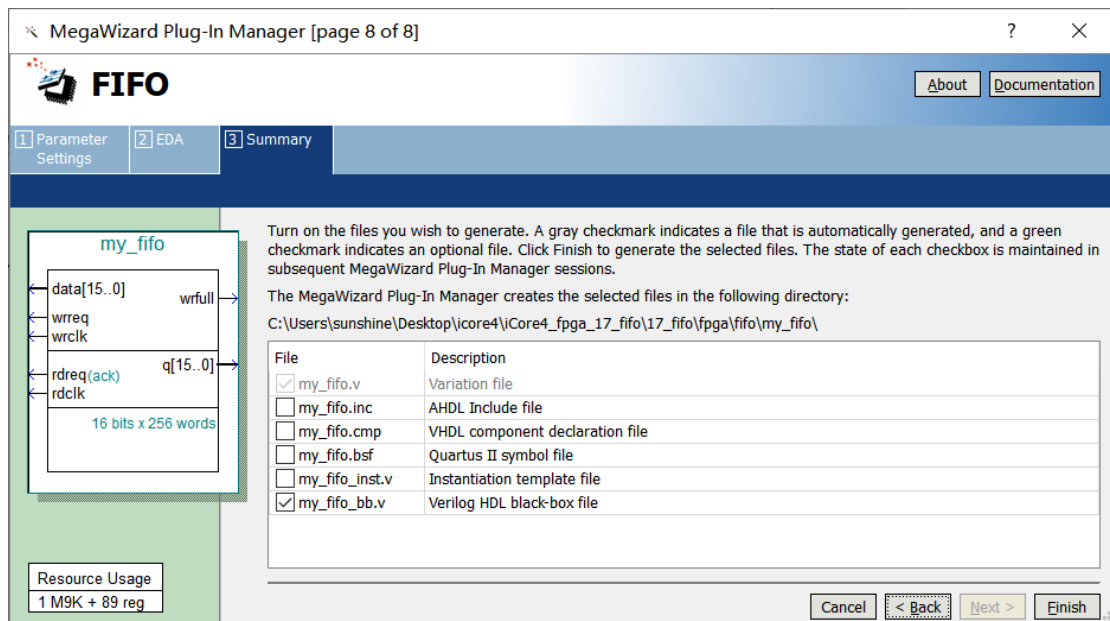 MegaWizard Plug-In Manager [page 8 of 8]
?
FIFO
About
Documentation
1 Parameter Settings
2 EDA
3 Summary
my_fifo
data[15..0]
wrfull
wrreq
wrclk
q[15..0]
rdreq(ack)
rdclk
16 bits x 256 words
Resource Usage
1 M9K + 89 reg
Turn on the files you wish to generate. A gray checkmark indicates a file that is automatically generated, and a green
checkmark indicates an optional file. Click Finish to generate the selected files. The state of each checkbox is maintained in
subsequent MegaWizard Plug-In Manager sessions.
The MegaWizard Plug-In Manager creates the selected files in the following directory:
C:\Users\sunshine\Desktop\icore4\iCore4_fpga_17_fifo\17_fifo\fpga\fifo\my_fifo\
File Description
my_fifo.v Variation file
my_fifo.inc AHDL Include file
my_fifo.cmp VHDL component declaration file
my_fifo.bsf Quartus II symbol file
my_fifo_inst.v Instantiation template file
my_fifo_bb.v Verilog HDL black-box file
Cancel
< Back
Next >
Finish